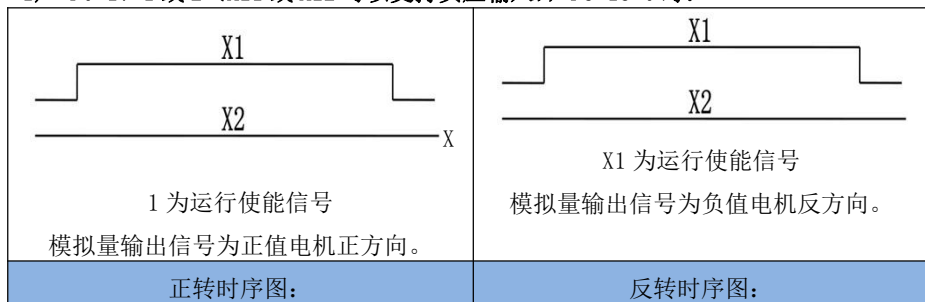 X1
X2
X
1 为运行使能信号
模拟量输出信号为正值电机正方向。
正转时序图：
X1
X2
X1 为运行使能信号
模拟量输出信号为负值电机反方向。
反转时序图：